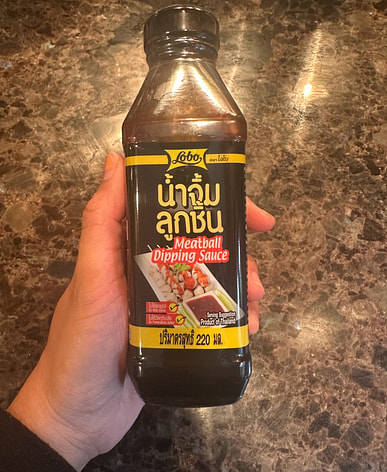 Lobo
ตราโลโบ
น้ำจิ้ม
ลูกชิ้น
Meatball
Dipping Sauce
Serving Suggestion
Product of Thailand
ปริมาตรสุทธิ 220 มล.